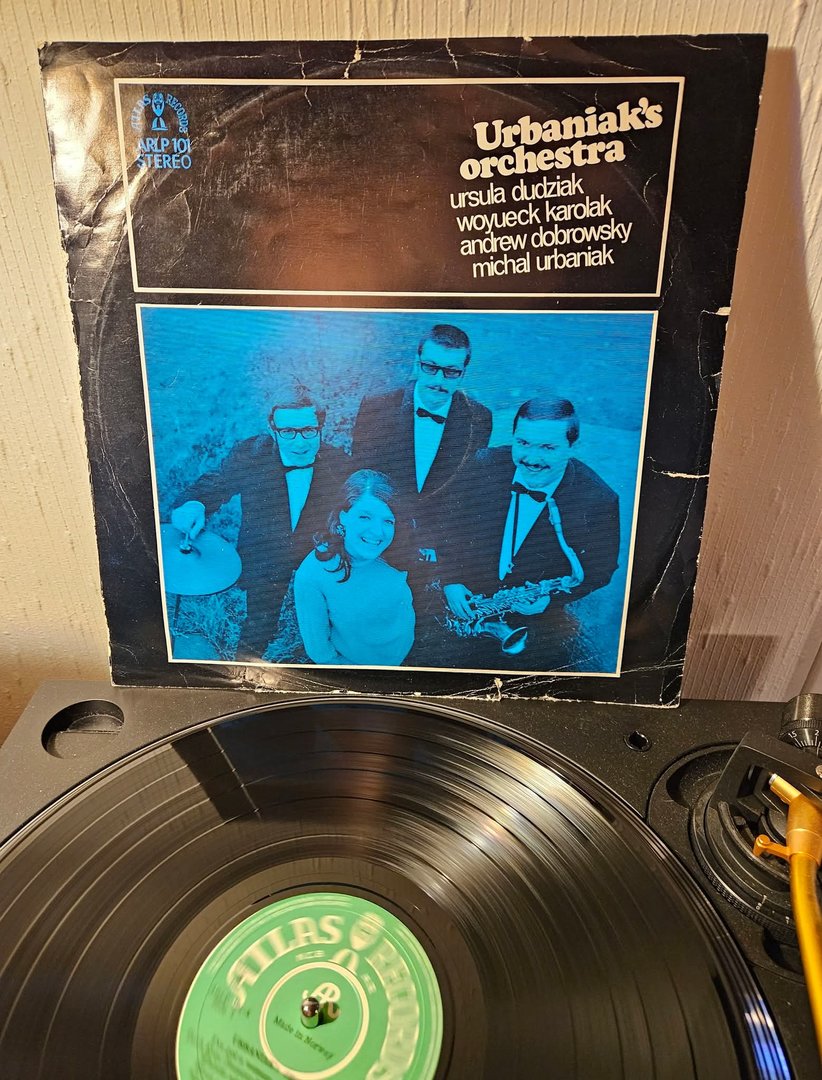 ATLAS RECORDS
ARLP 101
STEREO
Urbaniak's
orchestra
ursula dudziak
woyueck karolak
andrew dobrowsky
michal urbaniak
ATLAS RECORDS
Made in Norway